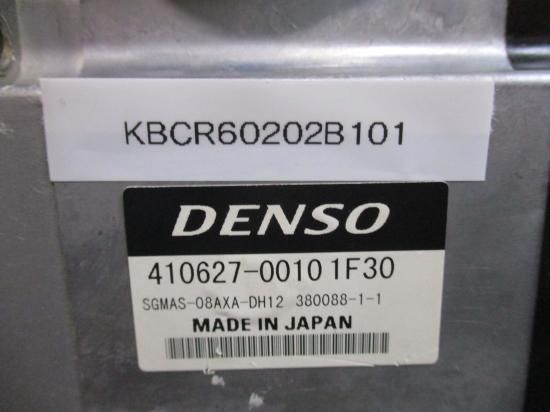 KBCR60202B101
DENSO
410627-0010 1F30
SGMAS-08AXA-DH12 380088-1-1
MADE IN JAPAN